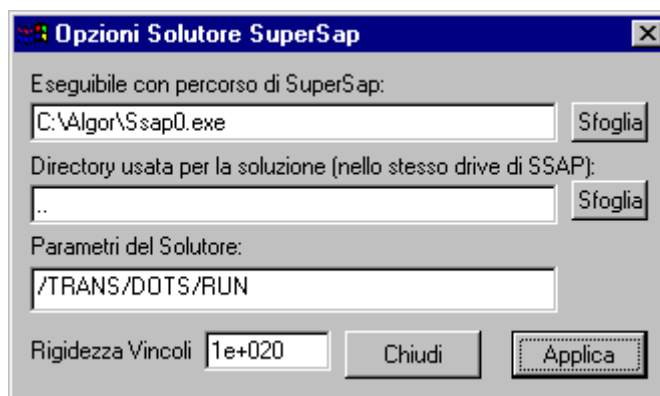 Opzioni Solutore SuperSap
Eseguibile con percorso di SuperSap:
C:\Algor\Ssap0.exe
Sfoglia
Directory usata per la soluzione (nello stesso drive di SSAP):
..
Sfoglia
Parametri del Solutore:
/TRANS/DOTS/RUN
Rigidezza Vincoli 1e+020 Chiudi Applica